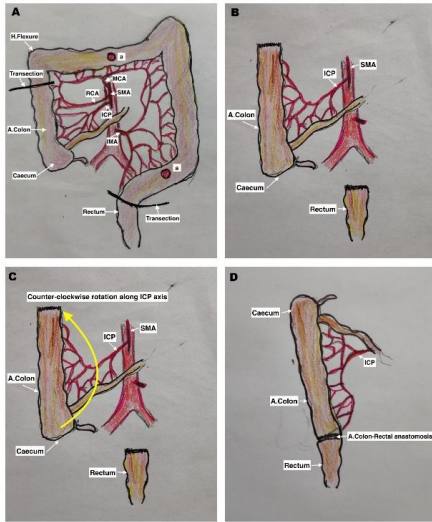 A
H.Flexure
a
Transection
MCA
RCA
SMA
ICP
A.Colon
IMA
Caecum
a
Rectum
Transection
B
SMA
ICP
A.Colon
Caecum
Rectum
C
Counter-clockwise rotation along ICP axis
SMA
ICP
A.Colon
Caecum
Rectum
D
Caecum
ICP
A.Colon
A.Colon-Rectal anastomosis
Rectum